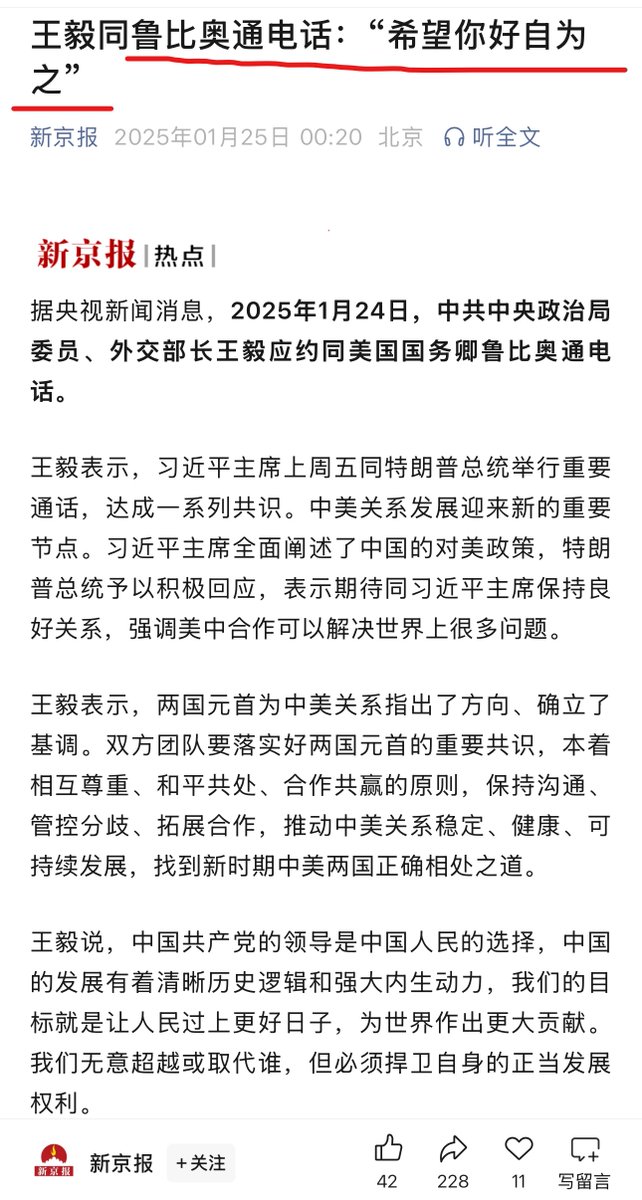 王毅同鲁比奥通电话：“希望你好自为
之”
新京报 2025年01月25日 00:20 北京 听全文
新京报|热点|
据央视新闻消息，2025年1月24日，中共中央政治局
委员、外交部长王毅应约同美国国务卿鲁比奥通电
话。
王毅表示，习近平主席上周五同特朗普总统举行重要
通话，达成一系列共识。中美关系发展迎来新的重要
节点。习近平主席全面阐述了中国的对美政策，特朗
普总统予以积极回应，表示期待同习近平主席保持良
好关系，强调美中合作可以解决世界上很多问题。
王毅表示，两国元首为中美关系指出了方向、确立了
基调。双方团队要落实好两国元首的重要共识，本着
相互尊重、和平共处、合作共赢的原则，保持沟通、
管控分歧、拓展合作，推动中美关系稳定、健康、可
持续发展，找到新时期中美两国正确相处之道。
王毅说，中国共产党的领导是中国人民的选择，中国
的发展有着清晰历史逻辑和强大内生动力，我们的目
标就是让人民过上更好日子，为世界作出更大贡献。
我们无意超越或取代谁，但必须捍卫自身的正当发展
权利。
新京报 新京报 +关注 42 228 11 写留言